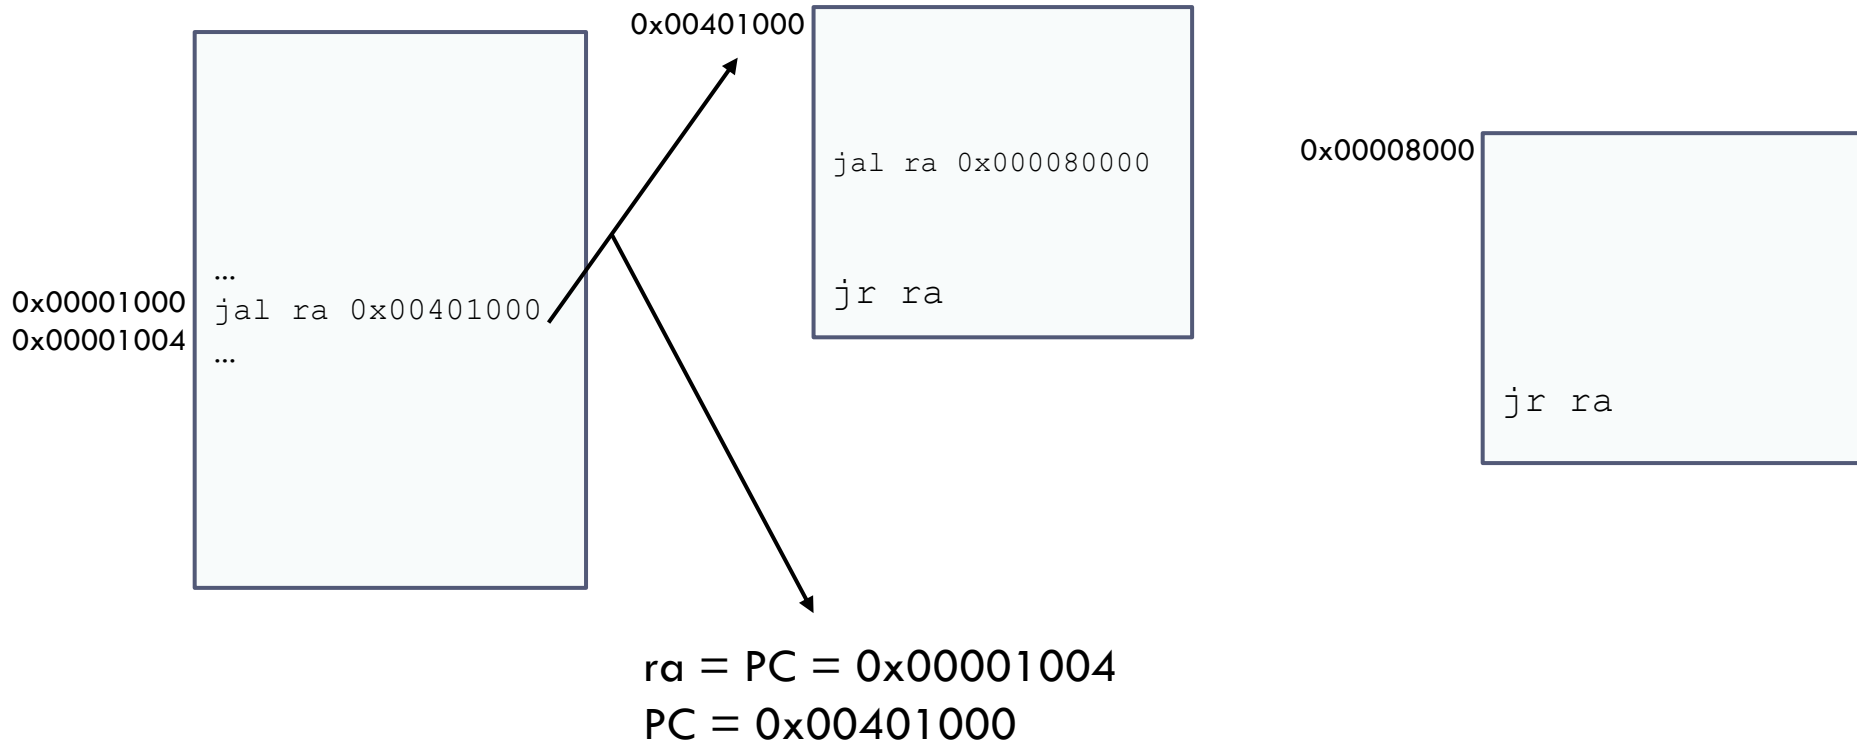 0x00001000
0x00001004
...
jal ra 0x00401000
...
0x00401000
jal ra 0x000080000
jr ra
0x00008000
jr ra
ra = PC = 0x00001004
PC = 0x00401000